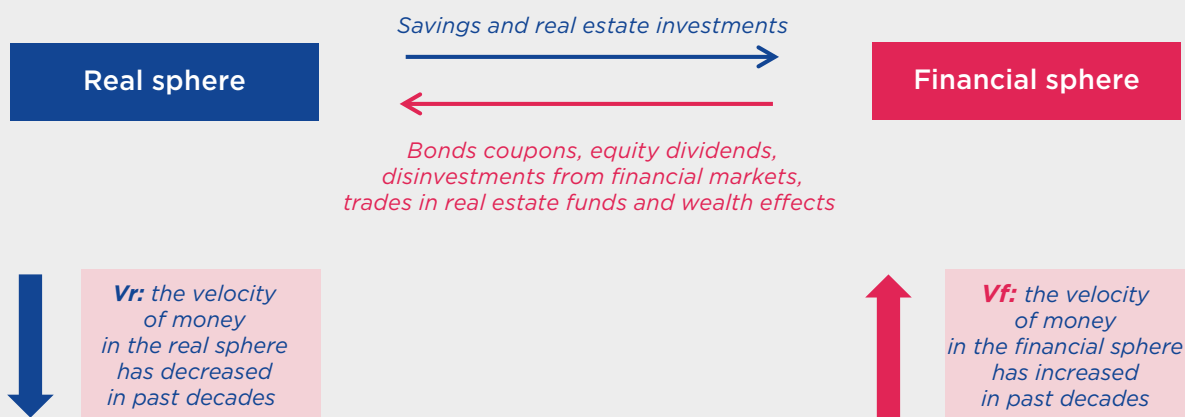 Savings and real estate investments
Real sphere
Financial sphere
Bonds coupons, equity dividends,
disinvestments from financial markets,
trades in real estate funds and wealth effects
Vr: the velocity
of money
in the real sphere
has decreased
in past decades
Vf: the velocity
of money
in the financial sphere
has increased
in past decades